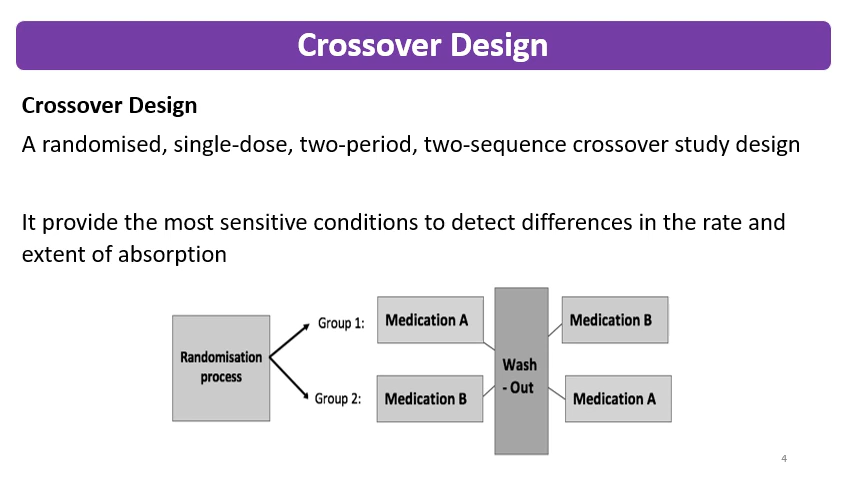 Crossover Design
Crossover Design
A randomised, single-dose, two-period, two-sequence crossover study design
It provide the most sensitive conditions to detect differences in the rate and
extent of absorption
Randomisation
process
Group 1:
Medication A
Group 2:
Medication B
Wash
- Out
Medication B
Medication A
4